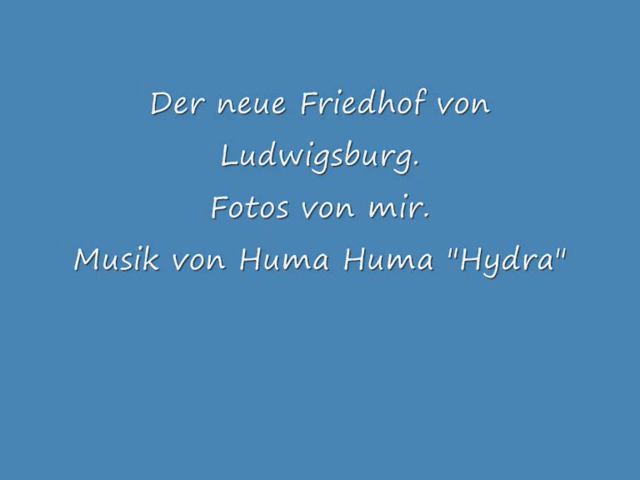 Der neue Friedhof von
Ludwigsburg.
Fotos von mir.
Musik von Huma Huma "Hydra"